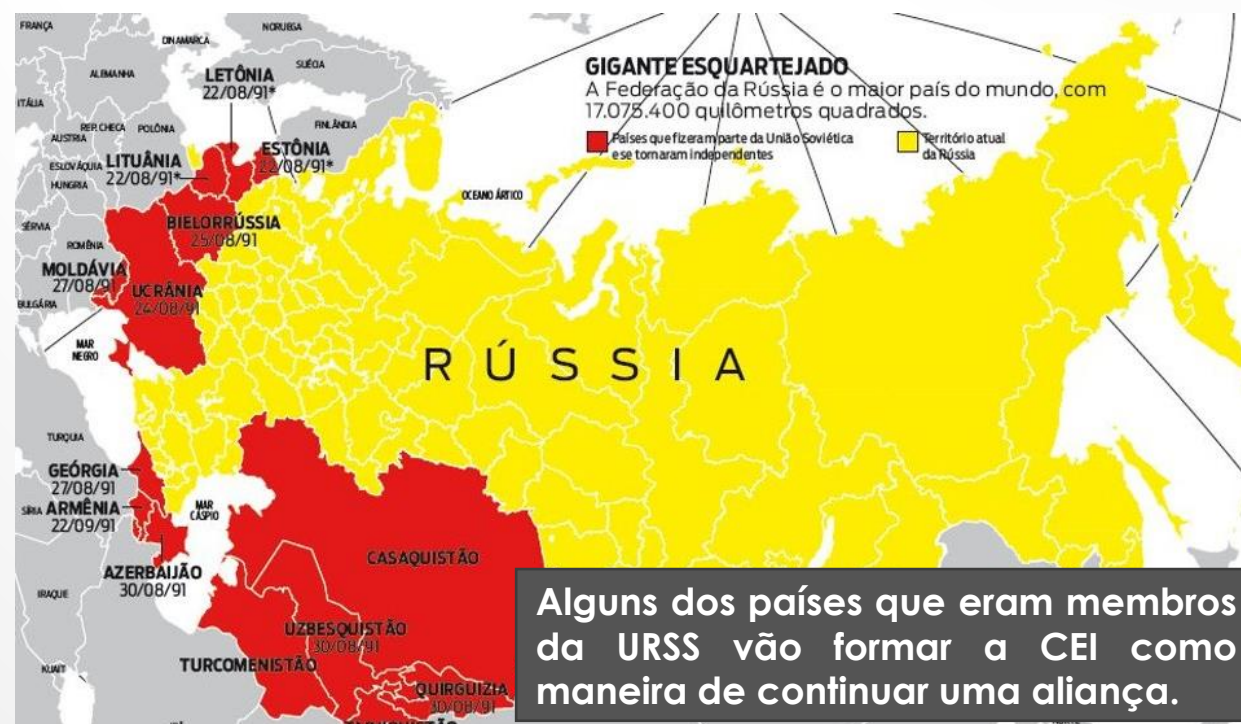 FRANÇA
NORUEGA
DINAMARCA
SUÉCIA
ALEMANHA
LETÔNIA
22/08/91*
GIGANTE ESQUARTEJADO
A Federação da Rússia é o maior país do mundo, com
17.075.400 quilômetros quadrados.
Países que fizeram parte da União Soviética
e se tornaram independentes
Território atual
da Rússia
ITÁLIA
REP. CHECA
POLÔNIA
FINLÂNDIA
AUSTRIA
ESTÔNIA
22/08/91*
ESLOVÁQUIA
LITUÂNIA
22/08/91*
HUNGRIA
OCEANO ÁRTICO
SÉRVIA
BIELORRÚSSIA
25/08/91
ROMÊNIA
MOLDÁVIA
27/08/91
UCRÂNIA
24/08/91
BULGÁRIA
MAR
NEGRO
RÚSSIA
TURQUIA
GEÓRGIA
27/08/91
SÍRIA
ARMÊNIA
22/09/91
MAR
CÁSPIO
CASAQUISTÃO
AZERBAIJÃO
30/08/91
IRAQUE
UZBESQUISTÃO
30/08/91
TURCOMENISTÃO
KUAIT
QUIRGUIZIA
30/08/91
Alguns dos países que eram membros
da URSS vão formar a CEI como
maneira de continuar uma aliança.